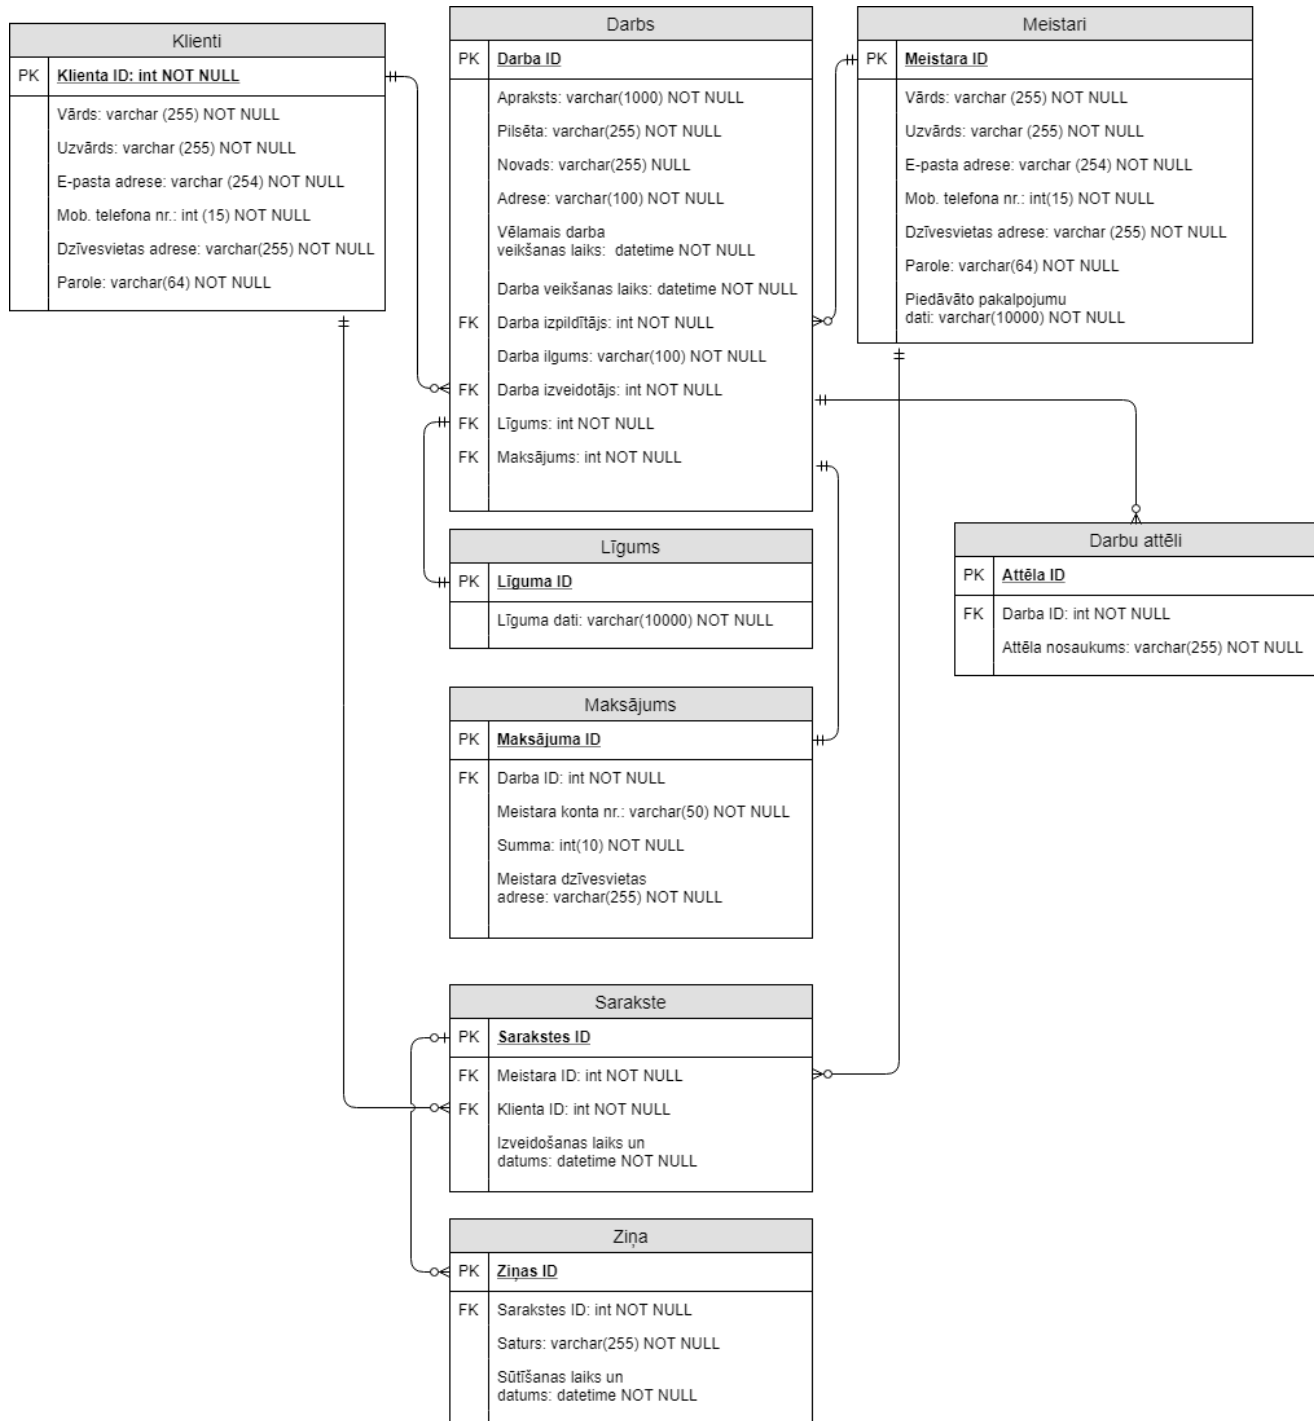 Klienti
PK Klienta ID: int NOT NULL
Vārds: varchar (255) NOT NULL
Uzvārds: varchar (255) NOT NULL
E-pasta adrese: varchar (254) NOT NULL
Mob. telefona nr.: int (15) NOT NULL
Dzīvesvietas adrese: varchar(255) NOT NULL
Parole: varchar(64) NOT NULL
Darbs
PK Darba ID
Apraksts: varchar(1000) NOT NULL
Pilsēta: varchar(255) NOT NULL
Novads: varchar(255) NULL
Adrese: varchar(100) NOT NULL
Vēlamais darba
veikšanas laiks: datetime NOT NULL
Darba veikšanas laiks: datetime NOT NULL
FK Darba izpildītājs: int NOT NULL
Darba ilgums: varchar(100) NOT NULL
FK Darba izveidotājs: int NOT NULL
FK Līgums: int NOT NULL
FK Maksājums: int NOT NULL
Meistari
PK Meistara ID
Vārds: varchar (255) NOT NULL
Uzvārds: varchar (255) NOT NULL
E-pasta adrese: varchar (254) NOT NULL
Mob. telefona nr.: int(15) NOT NULL
Dzīvesvietas adrese: varchar (255) NOT NULL
Parole: varchar(64) NOT NULL
Piedāvāto pakalpojumu
dati: varchar(10000) NOT NULL
Līgums
PK Līguma ID
Līguma dati: varchar(10000) NOT NULL
Darbu attēli
PK Attēla ID
FK Darba ID: int NOT NULL
Attēla nosaukums: varchar(255) NOT NULL
Maksājums
PK Maksājuma ID
FK Darba ID: int NOT NULL
Meistara konta nr.: varchar(50) NOT NULL
Summa: int(10) NOT NULL
Meistara dzīvesvietas
adrese: varchar(255) NOT NULL
Sarakste
PK Sarakstes ID
FK Meistara ID: int NOT NULL
FK Klienta ID: int NOT NULL
Izveidošanas laiks un
datums: datetime NOT NULL
Ziņa
PK Ziņas ID
FK Sarakstes ID: int NOT NULL
Saturs: varchar(255) NOT NULL
Sūtīšanas laiks un
datums: datetime NOT NULL